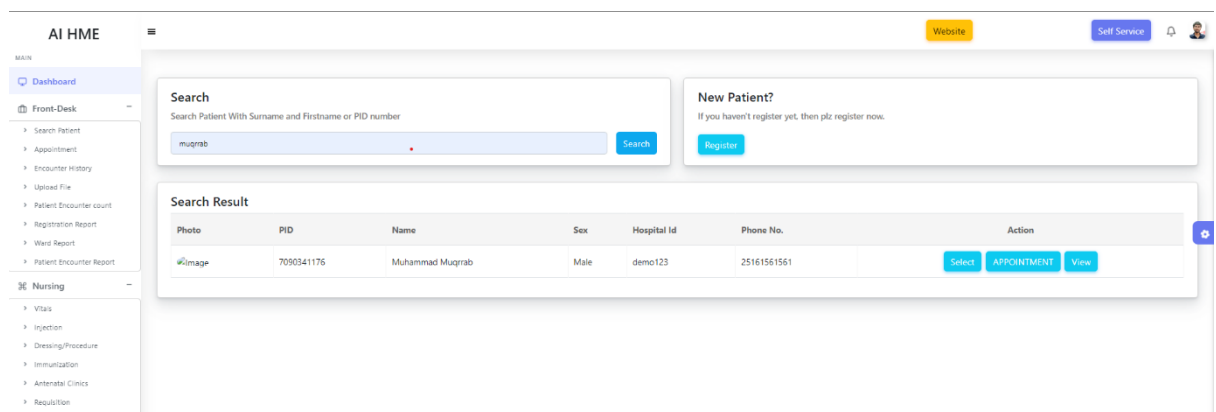 AI HME
Website
Self Service
MAIN
Dashboard
Front-Desk
Search Patient
Appointment
Encounter History
Upload File
Patient Encounter count
Registration Report
Ward Report
Patient Encounter Report
Nursing
Vitals
Injection
Dressing/Procedure
Immunization
Antenatal Clinics
Requisition
Search
Search Patient With Surname and Firstname or PID number
muqrrab
Search
New Patient?
If you haven't register yet, then plz register now.
Register
Search Result
Photo PID Name Sex Hospital Id Phone No. Action
Image 7090341176 Muhammad Muqrrab Male demo123 25161561561 Select APPOINTMENT View